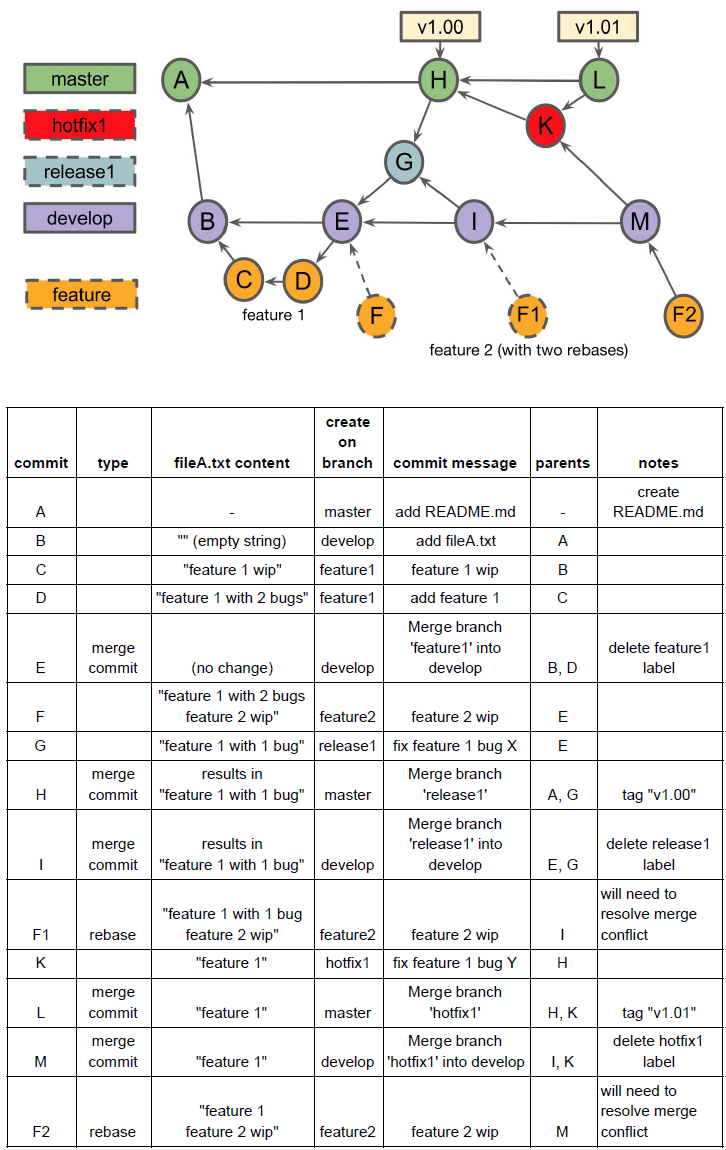 v1.00
v1.01
master
A
H
L
hotfix1
K
release1
G
develop
B
E
I
M
feature
C
D
F
F1
F2
feature 1
feature 2 (with two rebases)
create
on
commit type fileA.txt content branch commit message parents notes
create
A - master add README.md - README.md
B "" (empty string) develop add fileA.txt A
C "feature 1 wip" feature1 feature 1 wip B
D "feature 1 with 2 bugs" feature1 add feature 1 C
Merge branch
merge 'feature1' into delete feature1
E commit (no change) develop develop B, D label
"feature 1 with 2 bugs
F feature 2 wip" feature2 feature 2 wip E
G "feature 1 with 1 bug" release1 fix feature 1 bug X E
merge results in Merge branch
H commit "feature 1 with 1 bug" master 'release1' A, G tag "v1.00"
Merge branch
merge results in 'release1' into delete release1
I commit "feature 1 with 1 bug" develop develop E, G label
will need to
"feature 1 with 1 bug resolve merge
F1 rebase feature 2 wip" feature2 feature 2 wip I conflict
K "feature 1" hotfix1 fix feature 1 bug Y H
merge Merge branch
L commit "feature 1" master 'hotfix1' H, K tag "v1.01"
merge Merge branch delete hotfix1
M commit "feature 1" develop 'hotfix1' into develop I, K label
will need to
"feature 1 resolve merge
F2 rebase feature 2 wip" feature2 feature 2 wip M conflict